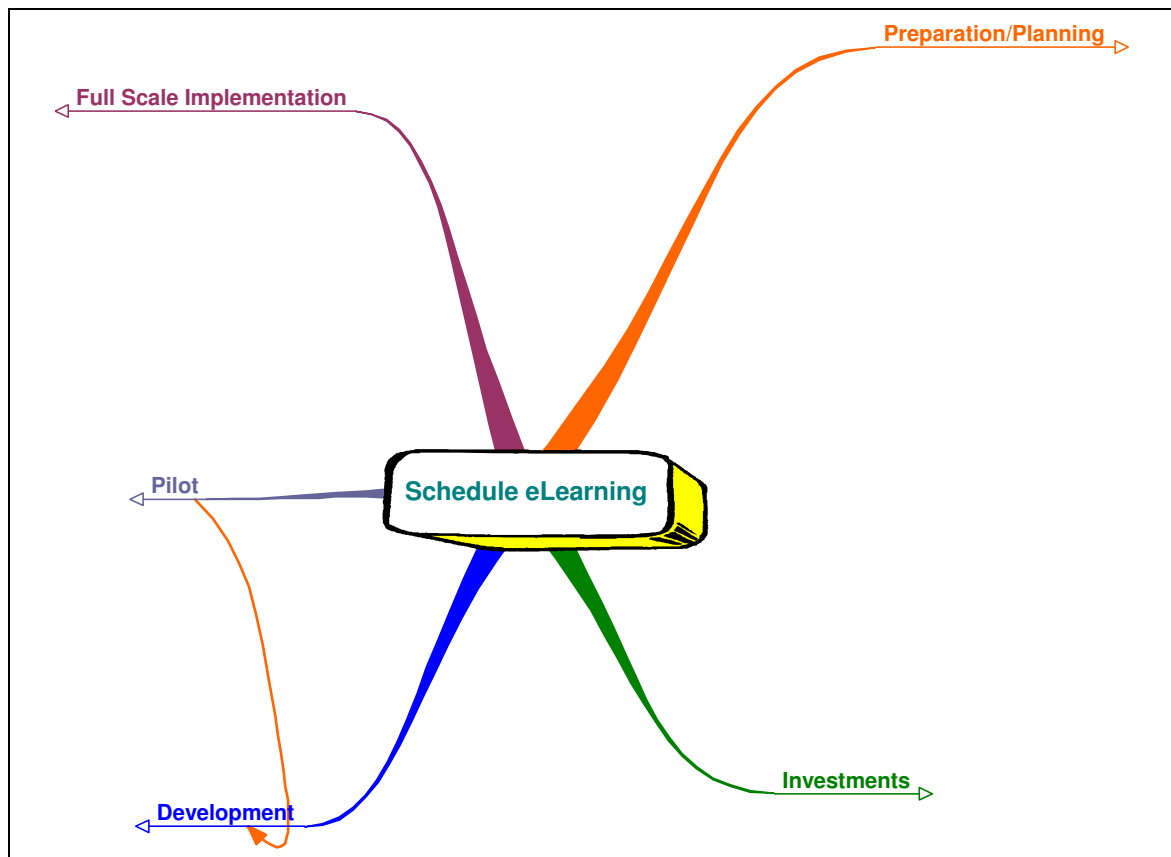 Preparation/Planning
Full Scale Implementation
Pilot
Schedule eLearning
Investments
Development